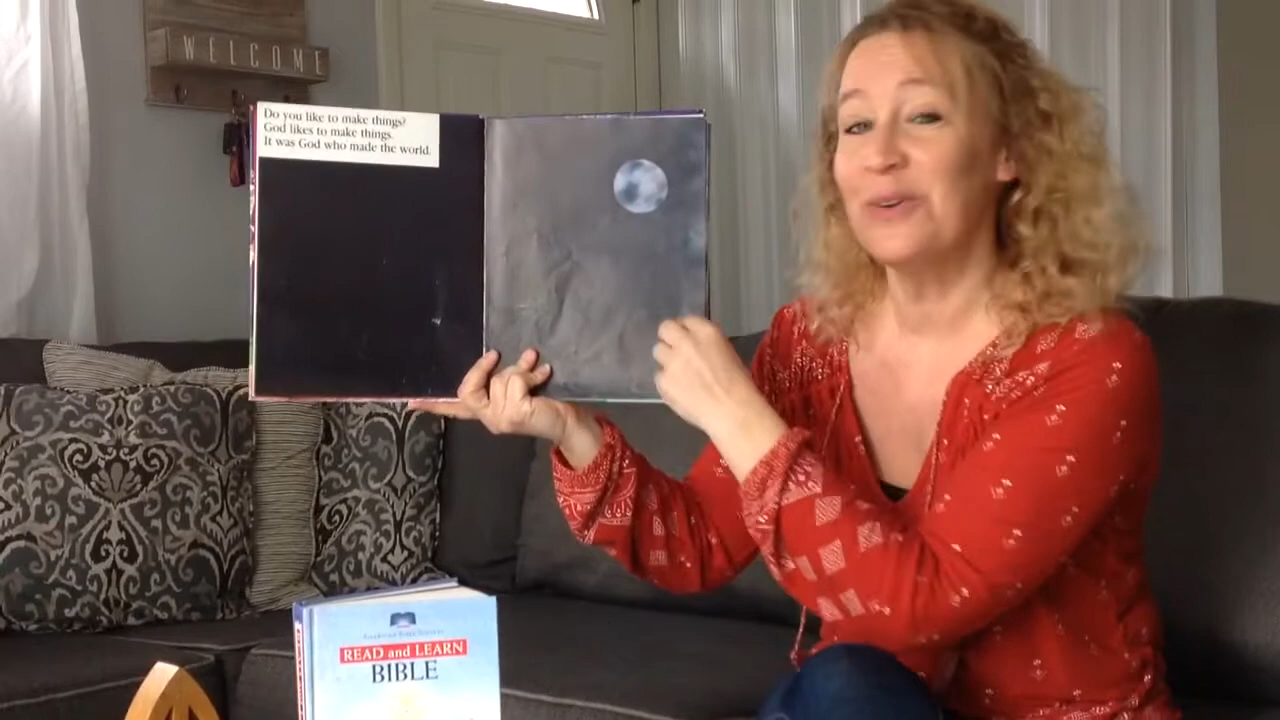 WELCOME
Do you like to make things?
God likes to make things.
It was God who made the world.
READ and LEARN
BIBLE